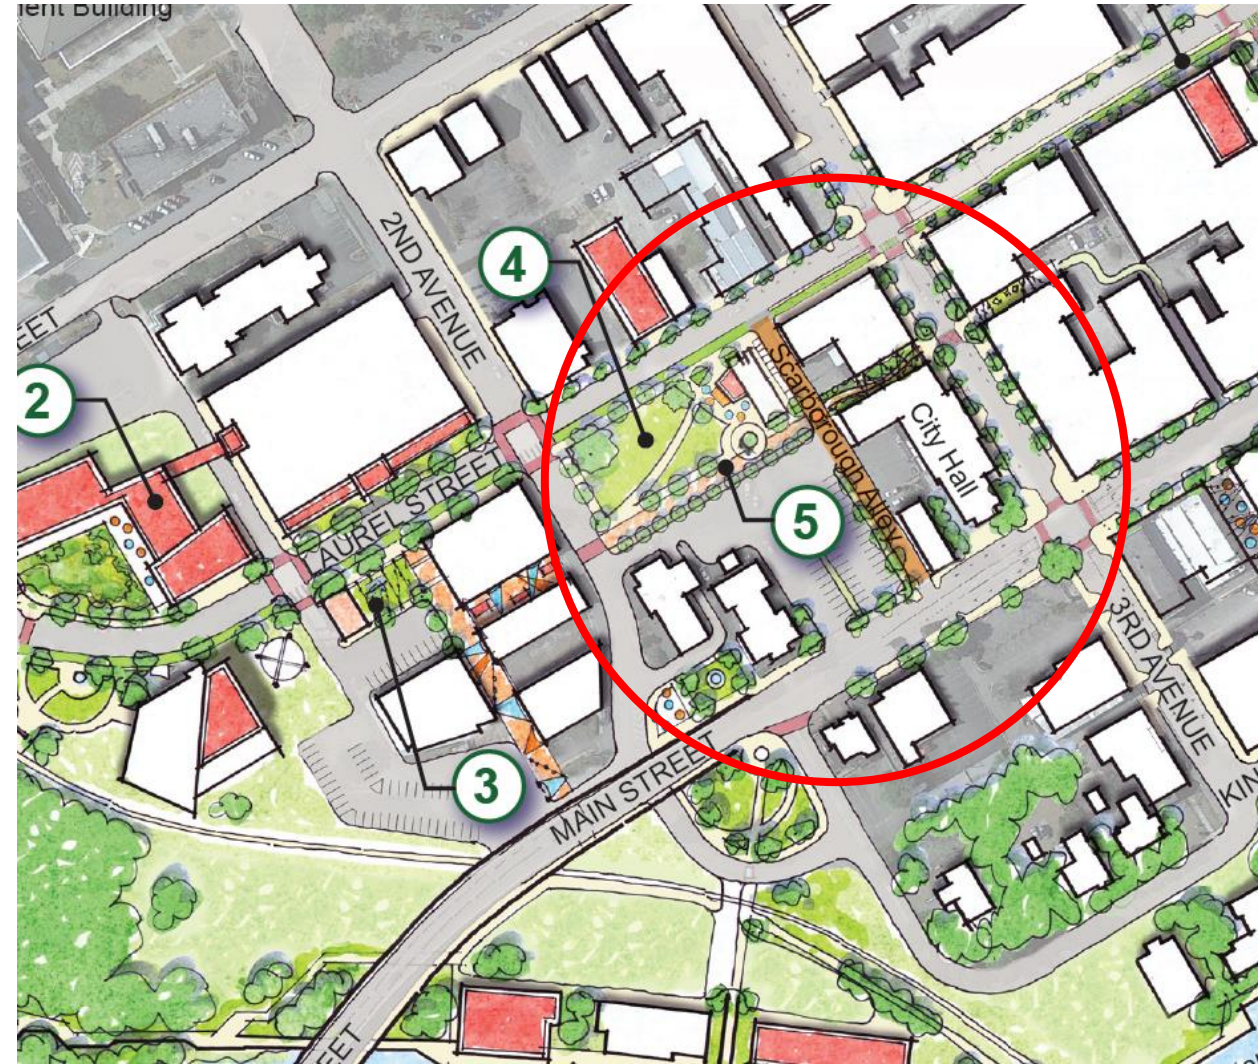 ment Building
2ND AVENUE
4
EET
2
Scarborough Alley
City Hall
LAUREL STREET
5
3RD AVENUE
3
MAIN STREET
KIN
EET